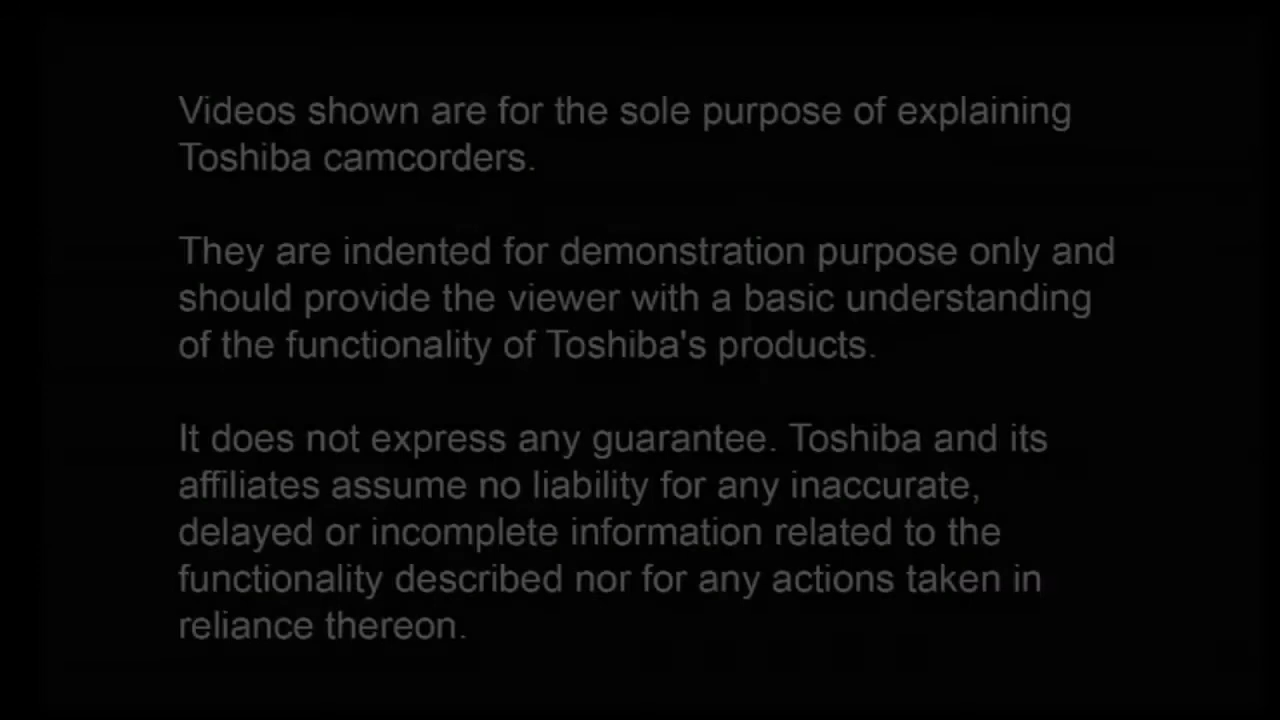 Videos shown are for the sole purpose of explaining
Toshiba camcorders.
They are indented for demonstration purpose only and
should provide the viewer with a basic understanding
of the functionality of Toshiba's products.
It does not express any guarantee. Toshiba and its
affiliates assume no liability for any inaccurate,
delayed or incomplete information related to the
functionality described nor for any actions taken in
reliance thereon.